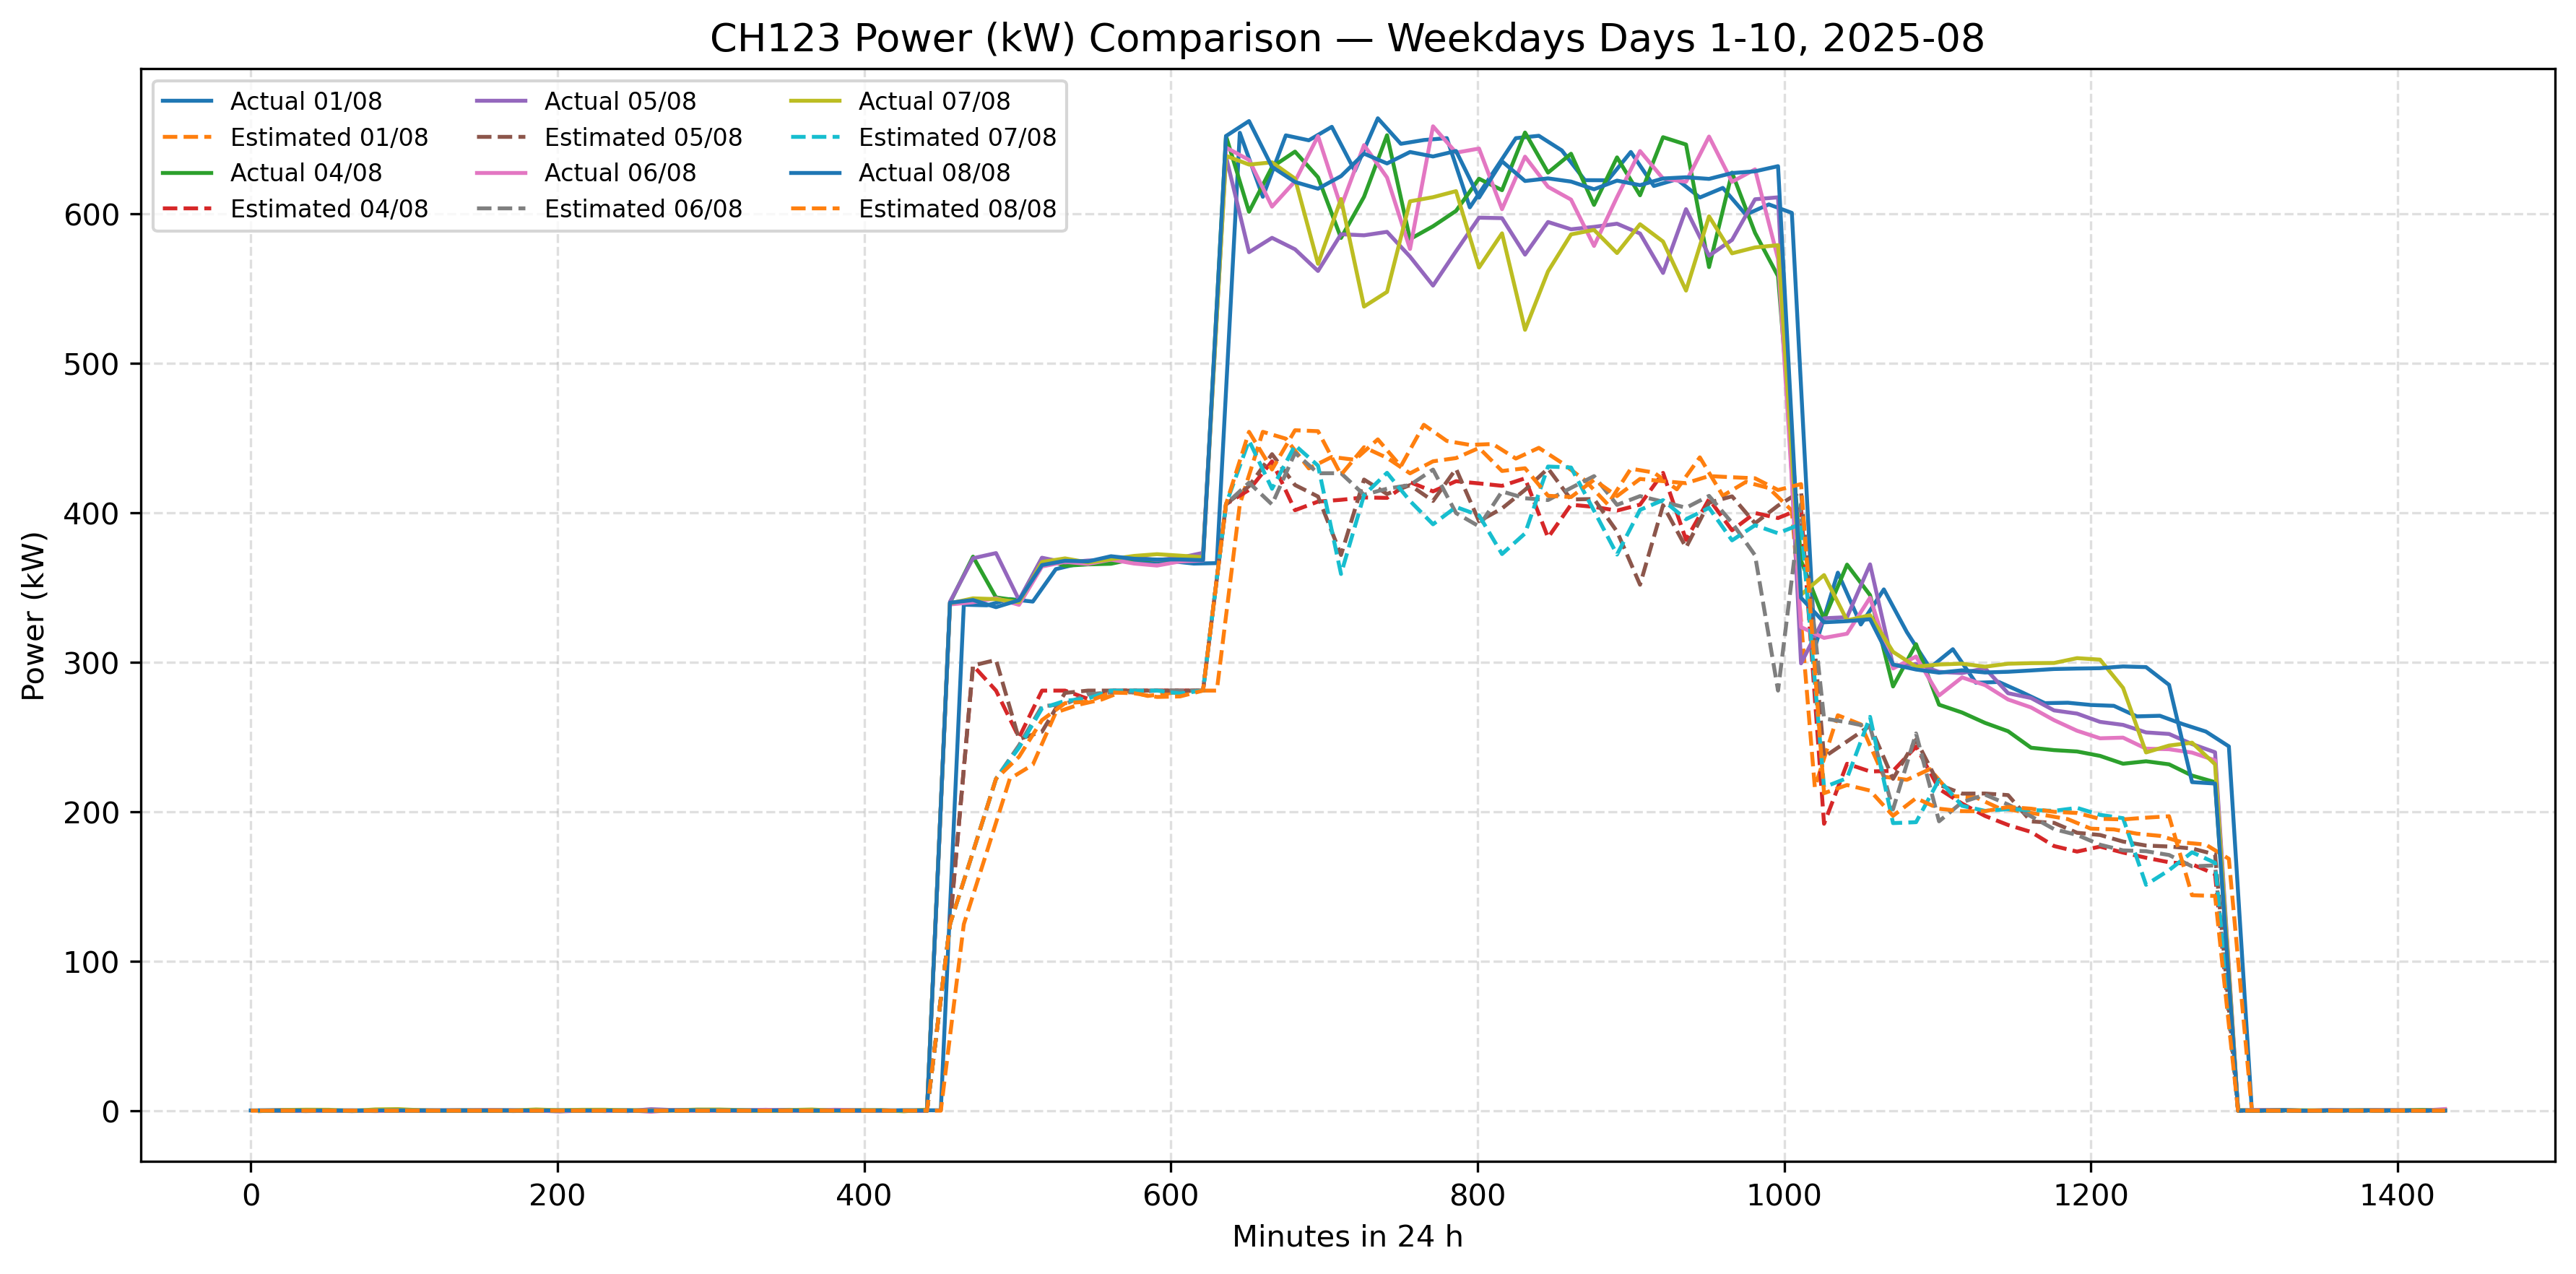 CH123 Power (kW) Comparison — Weekdays Days 1-10, 2025-08
Actual 01/08
Estimated 01/08
Actual 04/08
Estimated 04/08
Actual 05/08
Estimated 05/08
Actual 06/08
Estimated 06/08
Actual 07/08
Estimated 07/08
Actual 08/08
Estimated 08/08
Power (kW)
600
500
400
300
200
100
0
0 200 400 600 800 1000 1200 1400
Minutes in 24 h